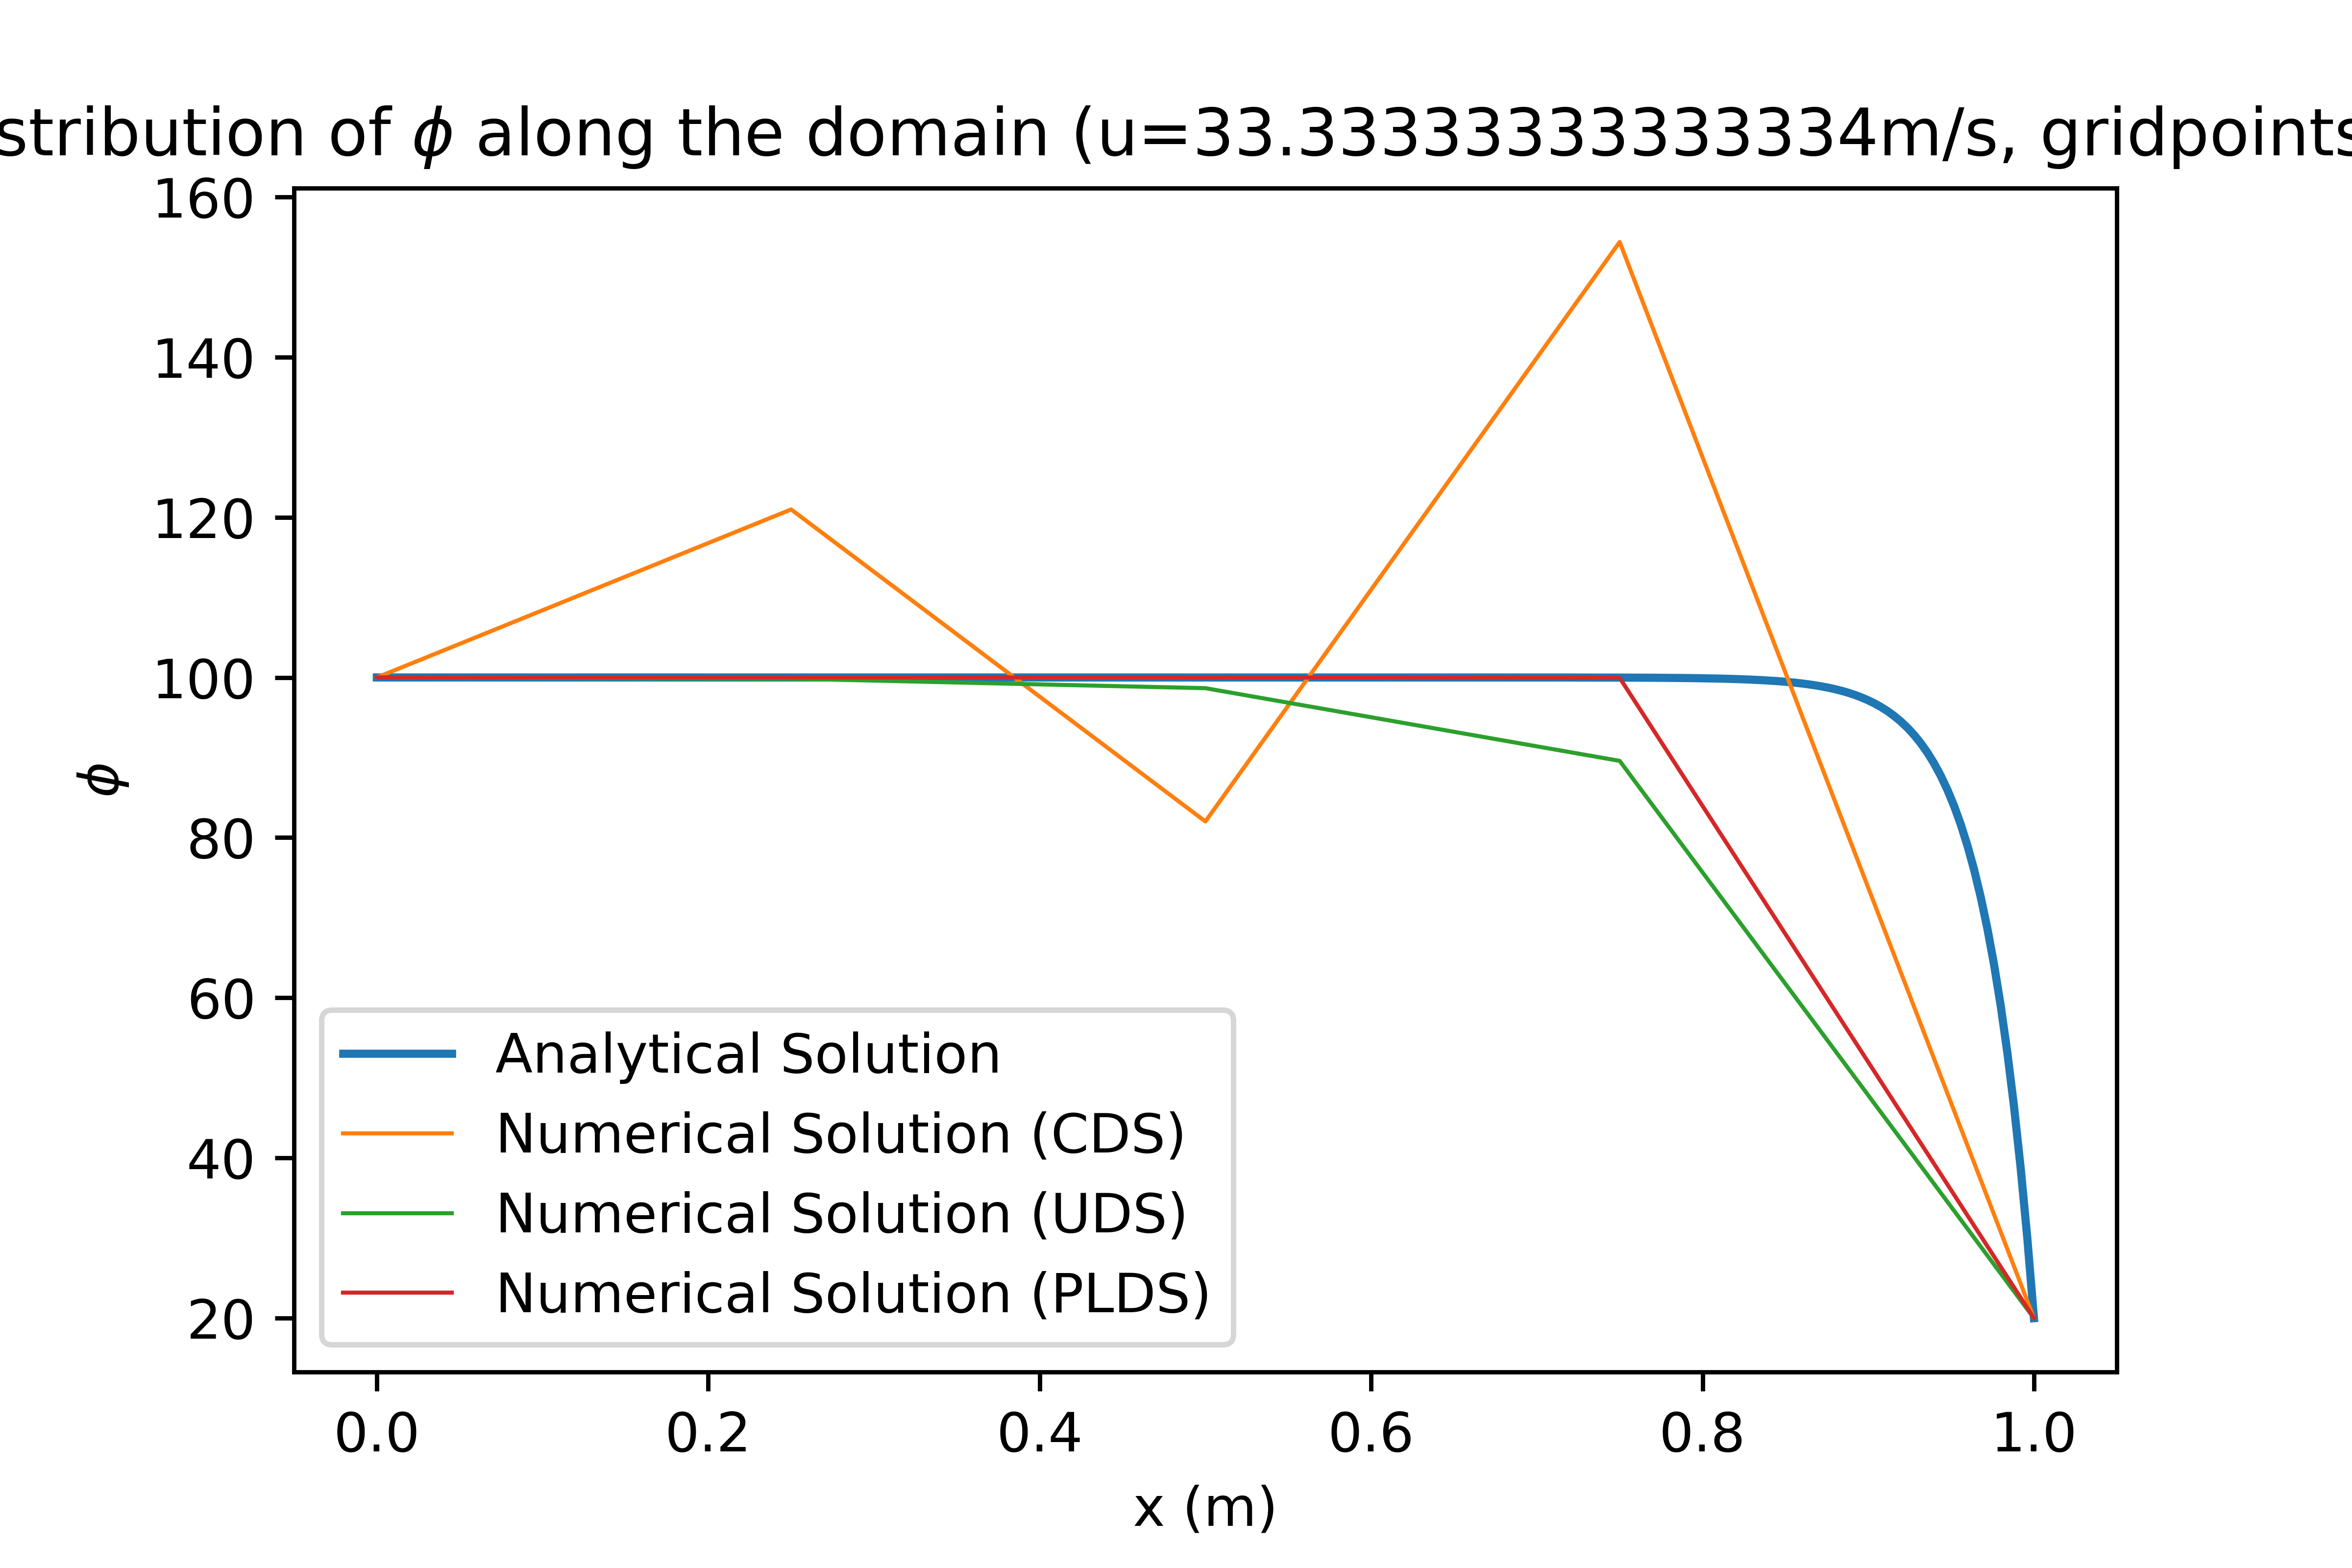 stribution of ϕ along the domain (u=33.333333333333334m/s, gridpoints
160
140
120
100
80
60
40
20
ϕ
Analytical Solution
Numerical Solution (CDS)
Numerical Solution (UDS)
Numerical Solution (PLDS)
0.0 0.2 0.4 0.6 0.8 1.0
x (m)